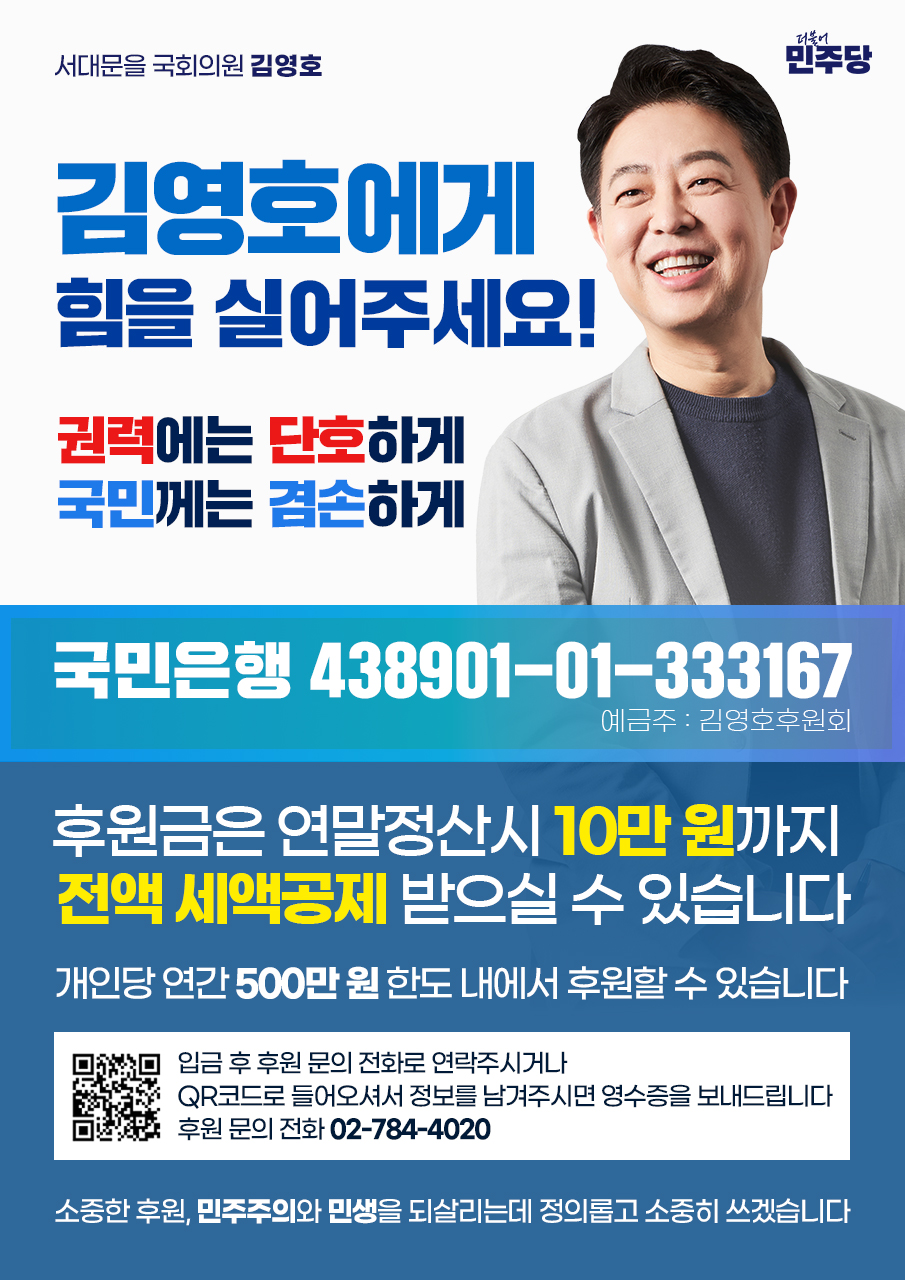 서대문을 국회의원 김영호
더불어
민주당
김영호에게
힘을 실어주세요!
권력에는 단호하게
국민께는 겸손하게
국민은행 438901-01-333167
예금주 : 김영호후원회
후원금은 연말정산시 10만 원까지
전액 세액공제 받으실 수 있습니다
개인당 연간 500만 원 한도 내에서 후원할 수 있습니다
입금 후 후원 문의 전화로 연락주시거나
QR코드로 들어오셔서 정보를 남겨주시면 영수증을 보내드립니다
후원 문의 전화 02-784-4020
소중한 후원, 민주주의와 민생을 되살리는데 정의롭고 소중히 쓰겠습니다